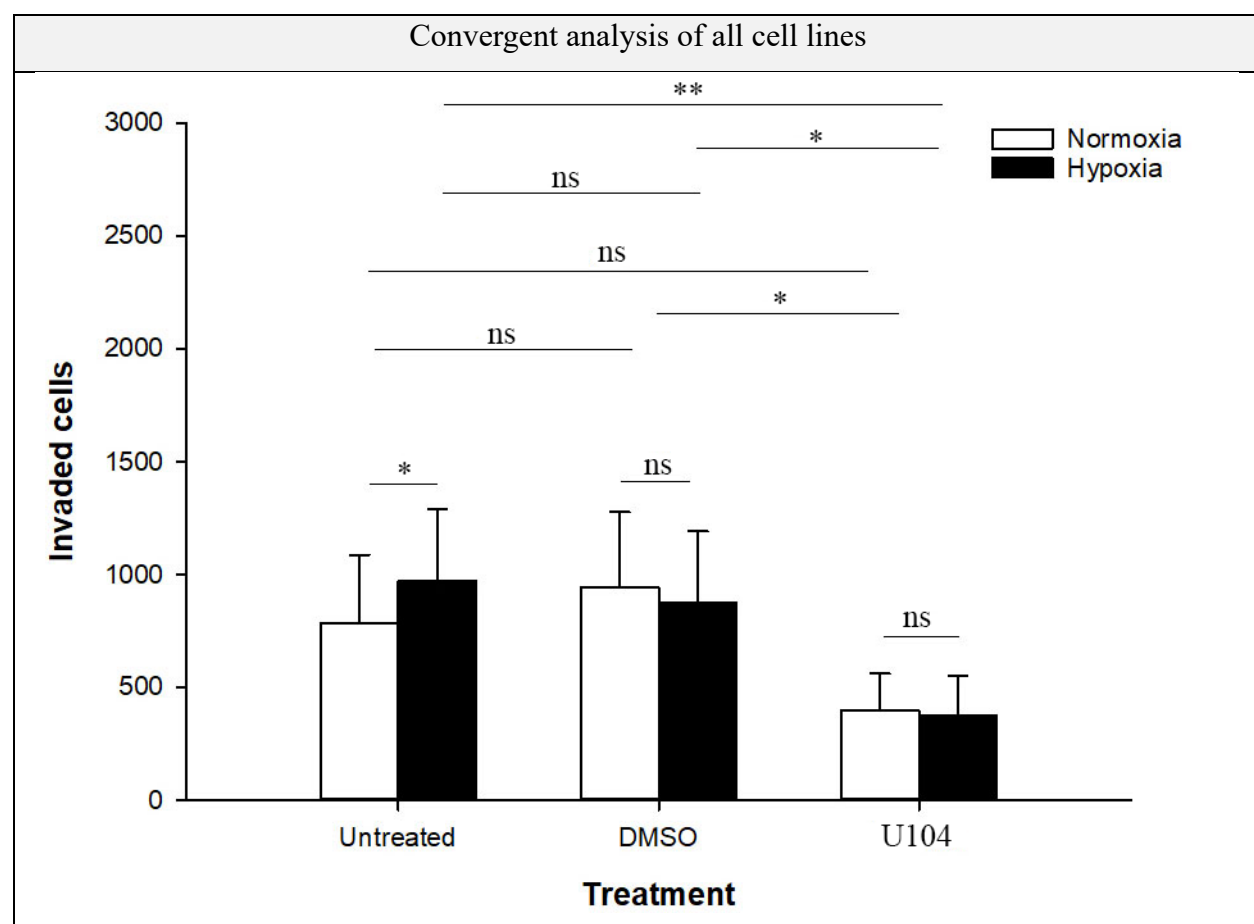 Convergent analysis of all cell lines
**
3000
*
Normoxia
Hypoxia
ns
2500
ns
*
ns
2000
Invaded cells
1500
*
ns
1000
ns
500
0
Untreated
DMSO
U104
Treatment